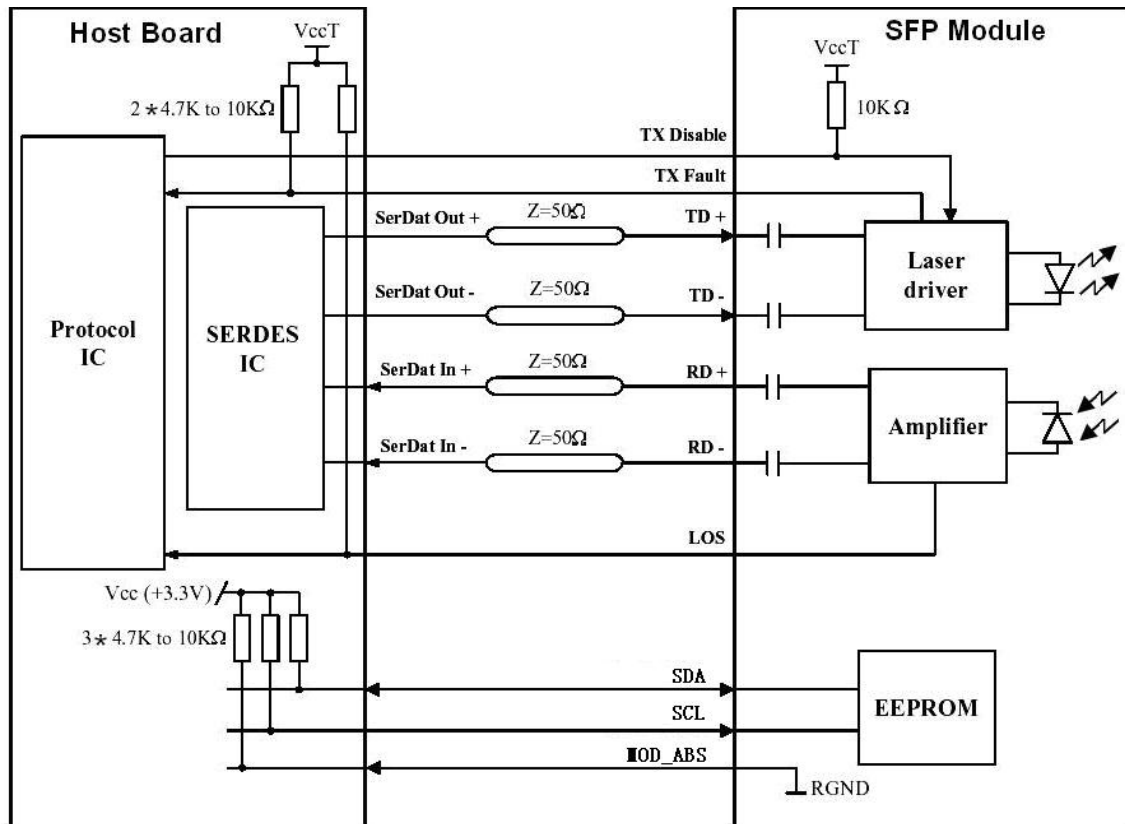 Host Board
SFP Module
VccT
VccT
2*4.7K to 10KΩ
10KΩ
TX Disable
TX Fault
SerDat Out +
Z=50Ω
TD +
Laser
driver
SerDat Out -
Z=50Ω
TD -
Protocol
IC
SERDES
IC
SerDat In +
Z=50Ω
RD +
Amplifier
SerDat In -
Z=50Ω
RD -
LOS
Vcc (+3.3V)
3*4.7K to 10KΩ
SDA
SCL
EEPROM
MOD_ABS
RGND